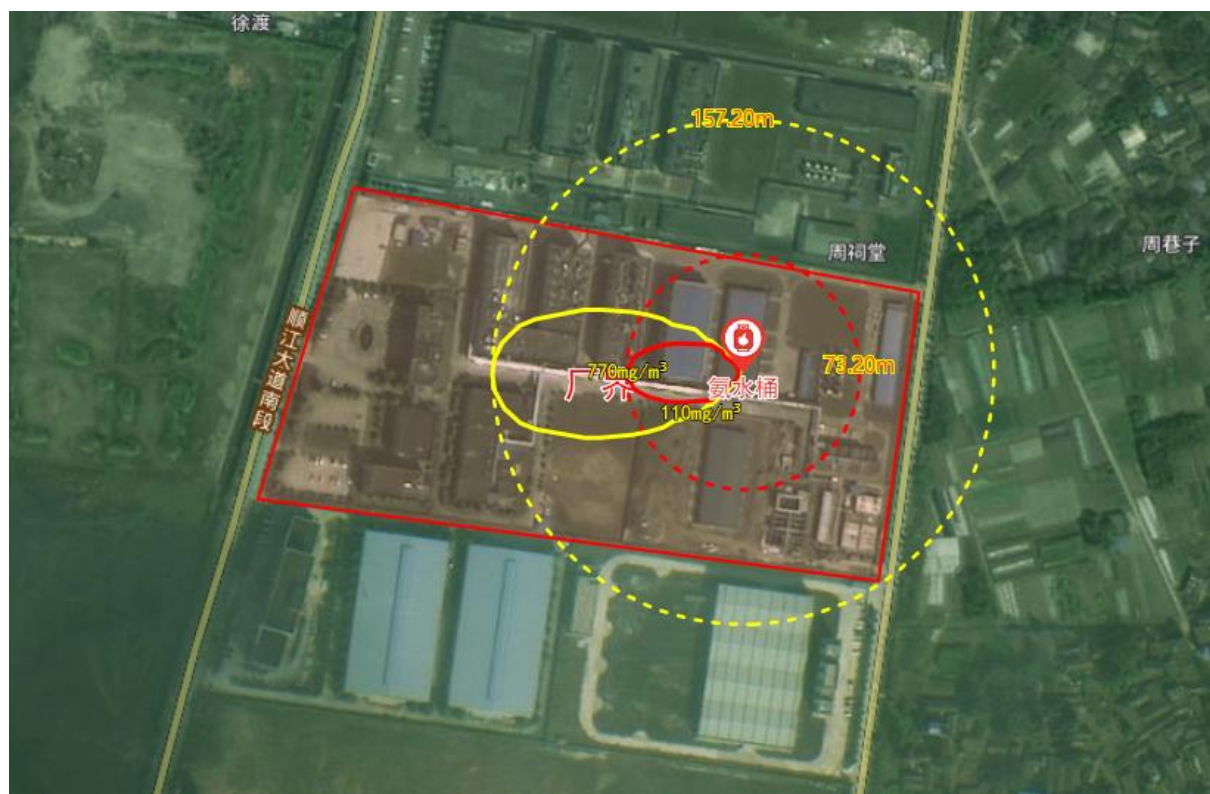 徐渡
157.20m
周巷子
周祠堂
顺江大道南段
73.20m
770mg/m³
厂界
氨水桶
110mg/m³